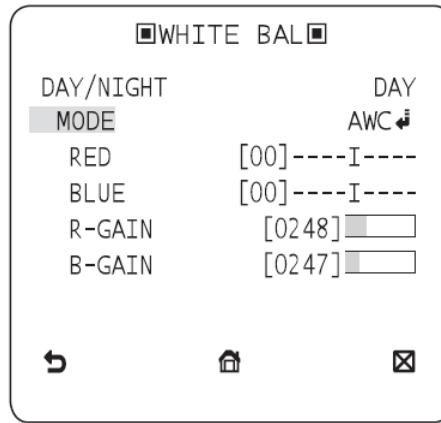 ▣WHITE BAL▣
DAY/NIGHT DAY
MODE AWC↲
RED [00]----I----
BLUE [00]----I----
R-GAIN [0248]
B-GAIN [0247]